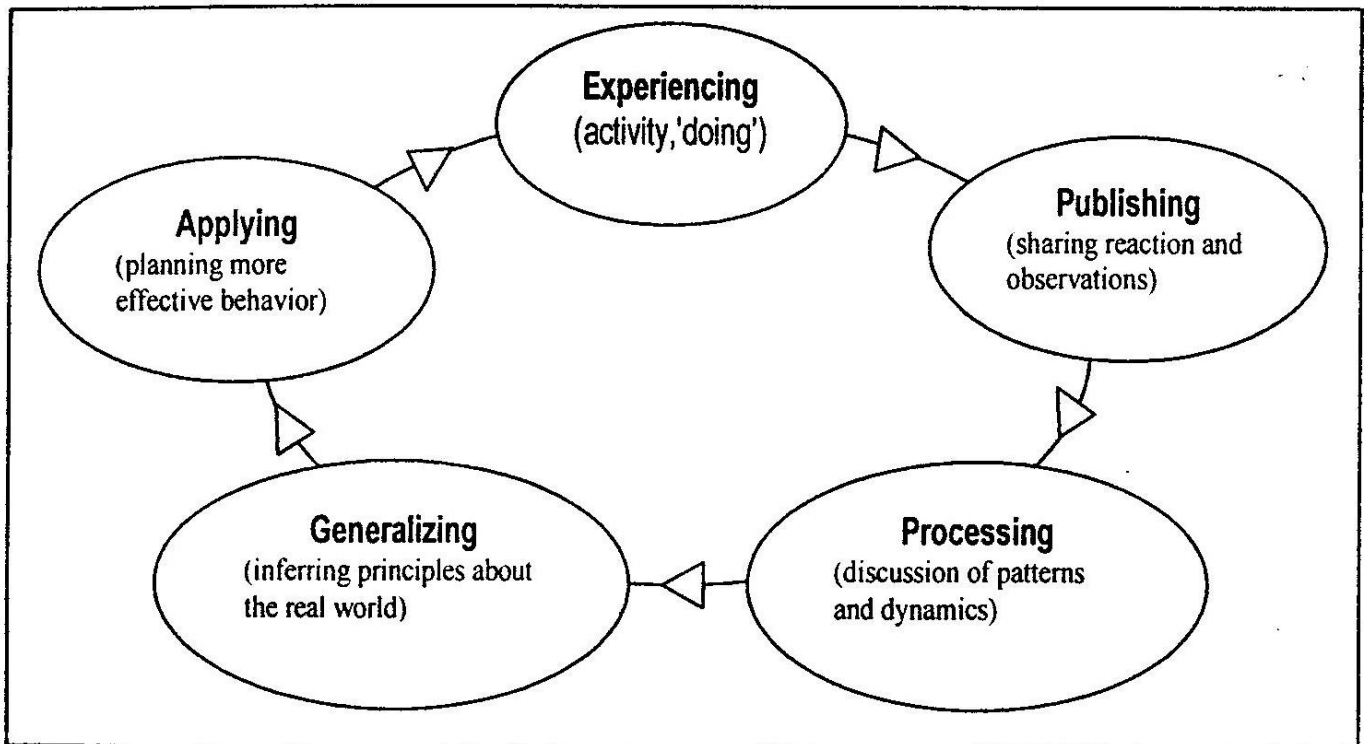 Experiencing
(activity,'doing')
Publishing
(sharing reaction and
observations)
Processing
(discussion of patterns
and dynamics)
Generalizing
(inferring principles about
the real world)
Applying
(planning more
effective behavior)